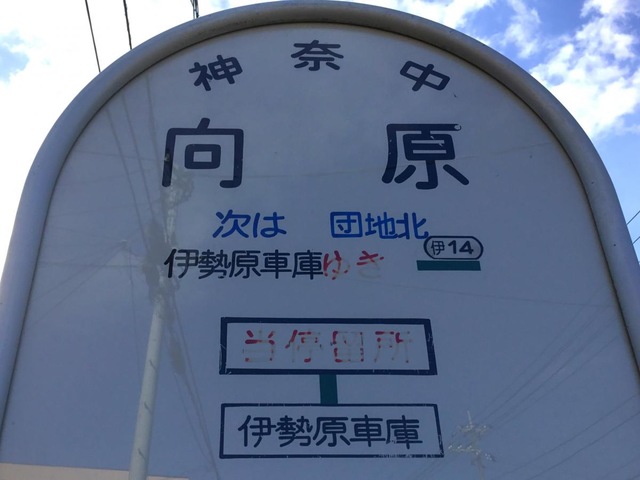 神奈中
向原
次は 団地北
伊勢原車庫ゆき 伊14
当停留所
伊勢原車庫